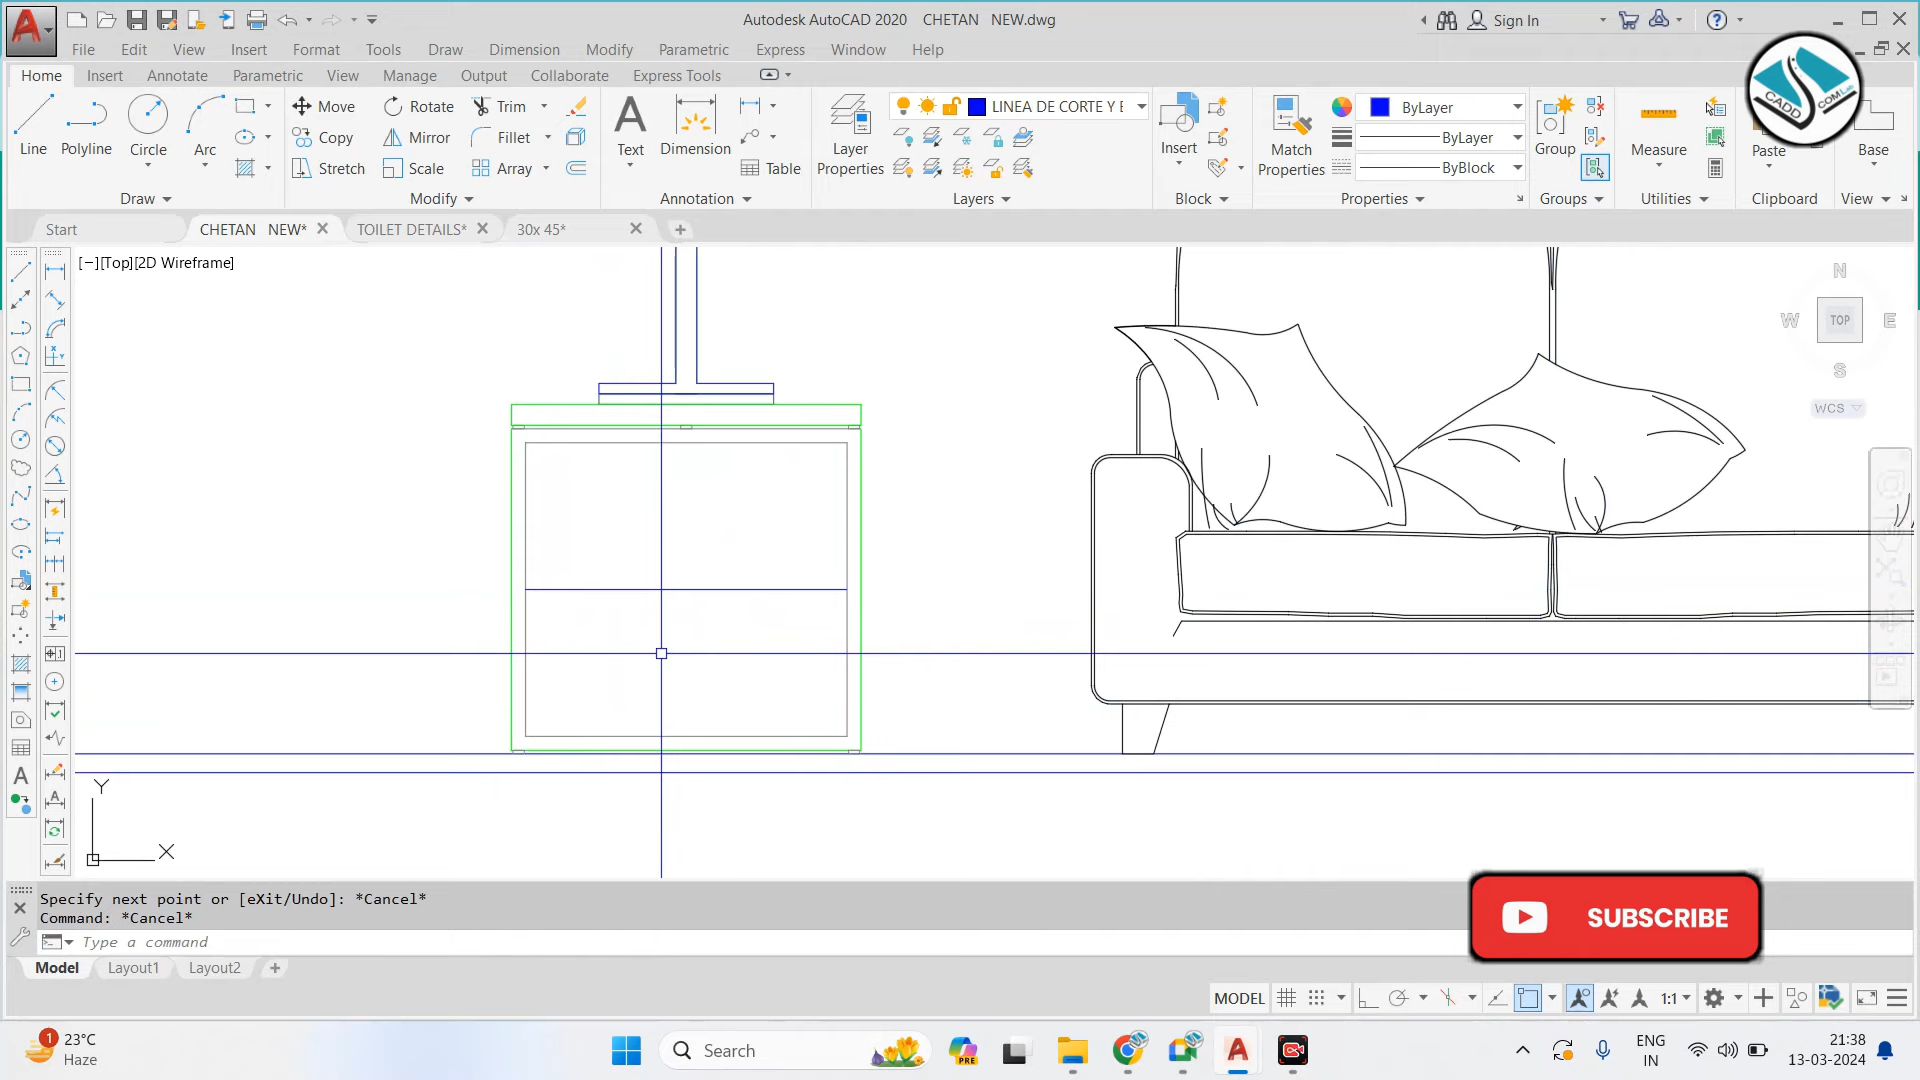 Autodesk AutoCAD 2020 CHETAN NEW.dwg
Sign In
File Edit View Insert Format Tools Draw Dimension Modify Parametric Express Window Help
Home Insert Annotate Parametric View Manage Output Collaborate Express Tools
Line
Polyline
Circle
Arc
Draw
Move
Rotate
Trim
Copy
Mirror
Fillet
Stretch
Scale
Array
Modify
Text
Dimension
Table
Annotation
Layer
Properties
LINEA DE CORTE Y E
Layers
Insert
Block
Match
Properties
ByLayer
ByLayer
ByBlock
Properties
Group
Groups
Measure
Utilities
Paste
Clipboard
Base
View
CADD
.COM Lab
Start
CHETAN NEW*
TOILET DETAILS*
30x 45*
[−][Top][2D Wireframe]
N
W
TOP
E
S
WCS
Y
X
Specify next point or [eXit/Undo]: *Cancel*
Command: *Cancel*
Type a command
SUBSCRIBE
Model
Layout1
Layout2
MODEL
1:1
1
23°C
Haze
Search
PRE
ENG
IN
21:38
13-03-2024